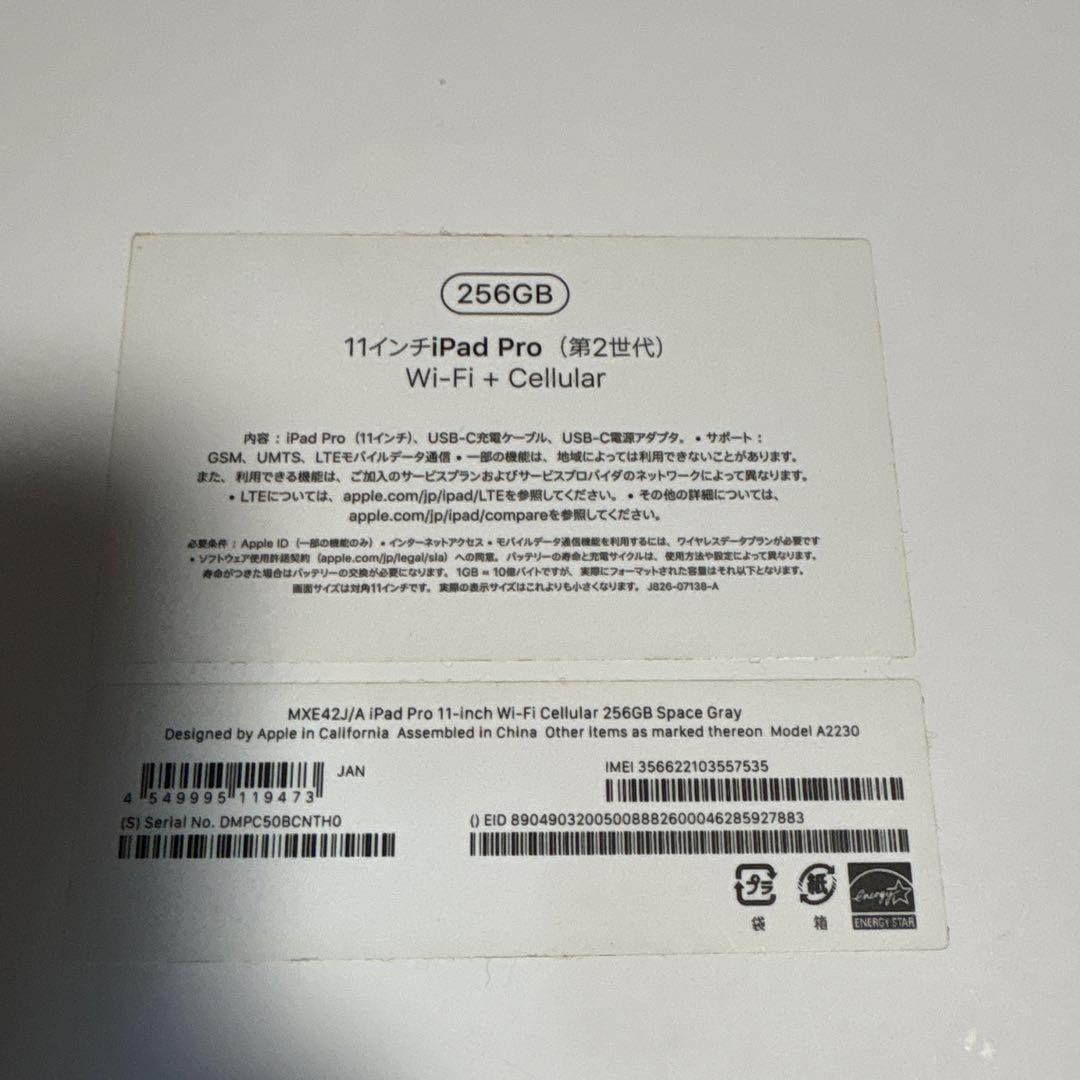 256GB
11インチiPad Pro（第2世代）
Wi-Fi + Cellular
内容：iPad Pro（11インチ）、USB-C充電ケーブル、USB-C電源アダプタ。• サポート：
GSM、UMTS、LTEモバイルデータ通信 • 一部の機能は、地域によっては利用できないことがあります。
また、利用できる機能は、ご加入のサービスプランおよびサービスプロバイダのネットワークによって異なります。
• LTEについては、apple.com/jp/ipad/LTEを参照してください。• その他の詳細については、
apple.com/jp/ipad/compareを参照してください。
必要条件：Apple ID（一部の機能のみ）• インターネットアクセス • モバイルデータ通信機能を利用するには、ワイヤレスデータプランが必要です
• ソフトウェア使用許諾契約（apple.com/jp/legal/sla）への同意。バッテリーの寿命と充電サイクルは、使用方法や設定によって異なります。
寿命がつきた場合はバッテリーの交換が必要になります。1GB = 10億バイトですが、実際にフォーマットされた容量はそれ以下となります。
画面サイズは対角11インチです。実際の表示サイズはこれよりも小さくなります。J826-07138-A
MXE42J/A iPad Pro 11-inch Wi-Fi Cellular 256GB Space Gray
Designed by Apple in California Assembled in China Other items as marked thereon Model A2230
JAN
4 549995 119473
IMEI 356622103557535
(S) Serial No. DMPC50BCNTH0
() EID 89049032005008882600046285927883
プラ
袋
紙
箱
energy
ENERGY STAR